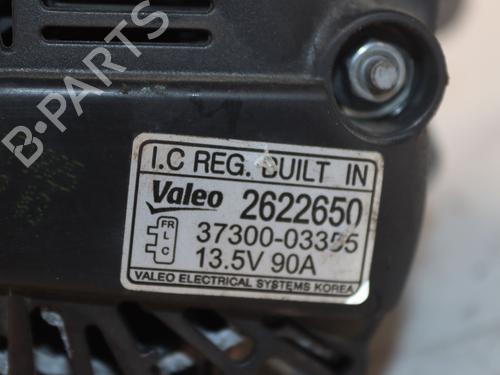 B-PARTS
I.C REG. BUILT IN
Valeo 2622650
FR
L
C
37300-03355
13.5V 90A
VALEO ELECTRICAL SYSTEMS KOREA